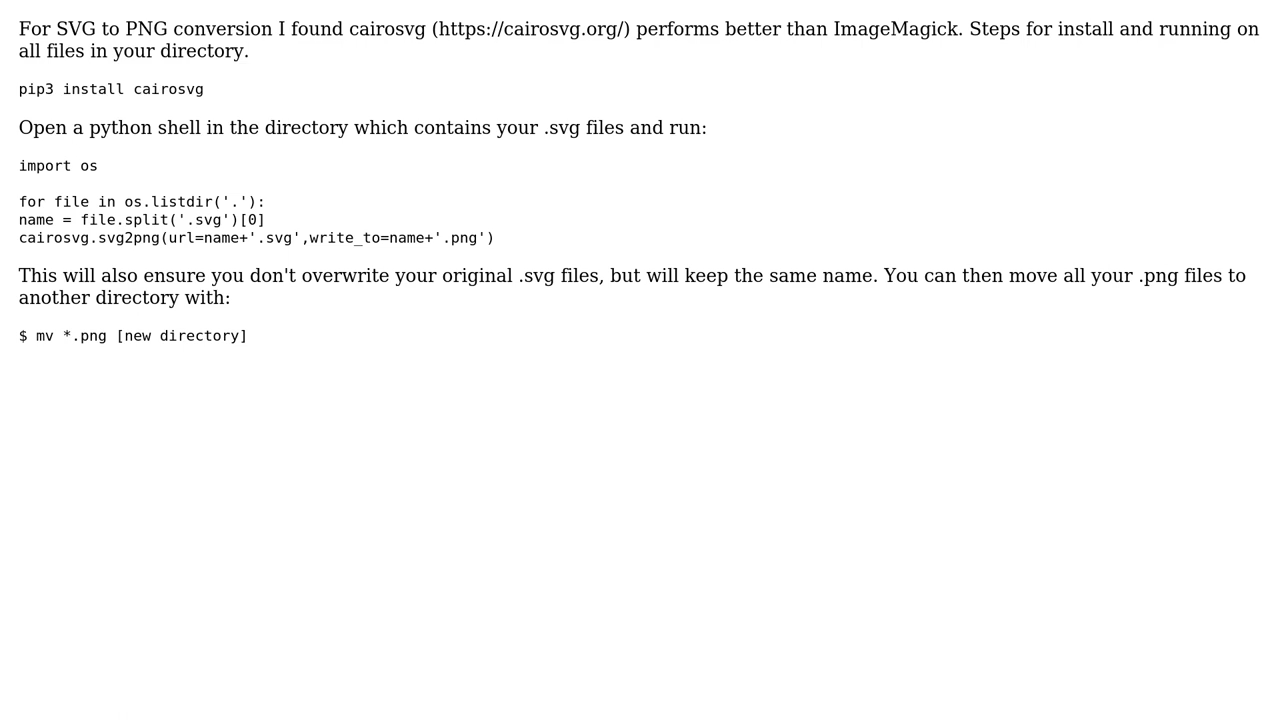 For SVG to PNG conversion I found cairosvg (https://cairosvg.org/) performs better than ImageMagick. Steps for install and running on
all files in your directory.
pip3 install cairosvg
Open a python shell in the directory which contains your .svg files and run:
import os
for file in os.listdir('.'):
name = file.split('.svg')[0]
cairosvg.svg2png(url=name+'.svg',write_to=name+'.png')
This will also ensure you don't overwrite your original .svg files, but will keep the same name. You can then move all your .png files to
another directory with:
$ mv *.png [new directory]